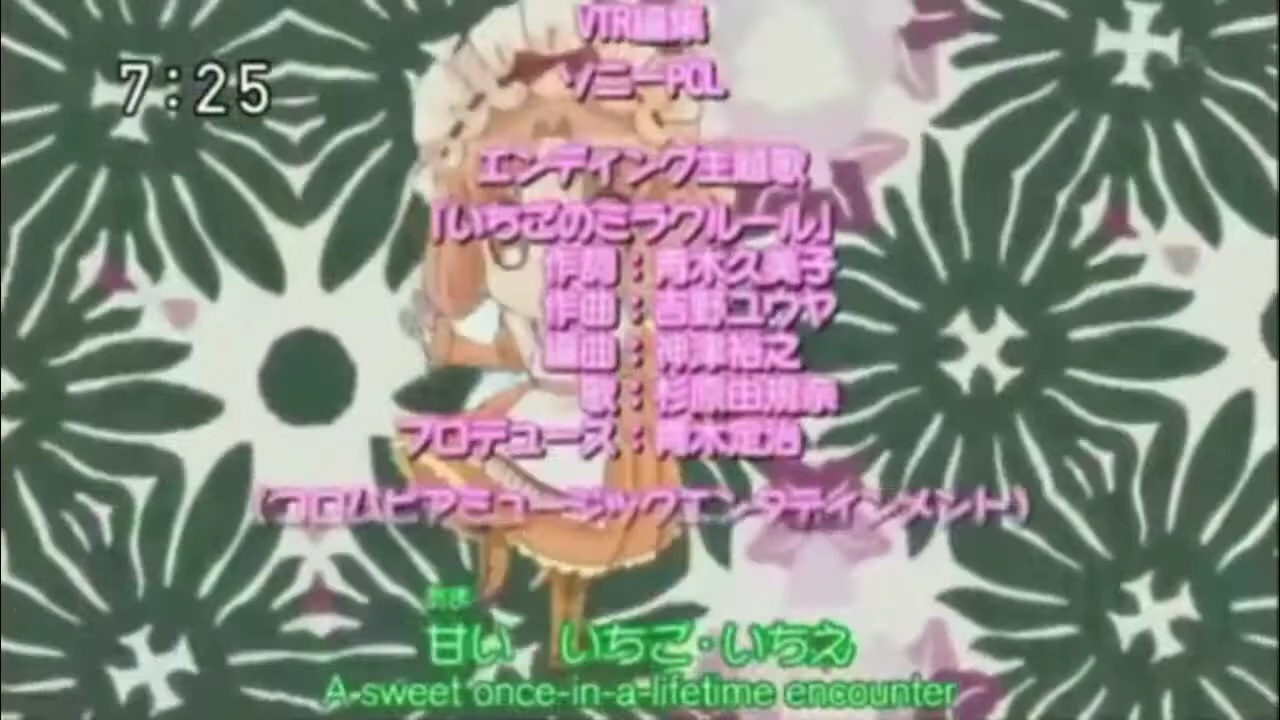 7:25
VTR編集
ソニーPCL
エンディング主題歌
「いちごのミラクルール」
作詞：青木久美子
作曲：吉野ユウヤ
編曲：神津裕之
歌：杉原由規奈
プロデュース：青木定治
(コロムビアミュージックエンタテインメント)
あま
甘い　いちご・いちえ
A sweet once-in-a-lifetime encounter